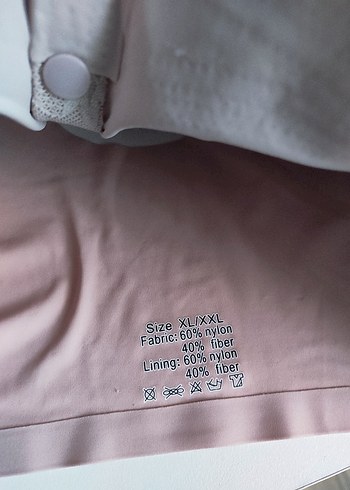 Size XL/XXL
Fabric: 60% nylon
40% fiber
Lining: 60% nylon
40% fiber